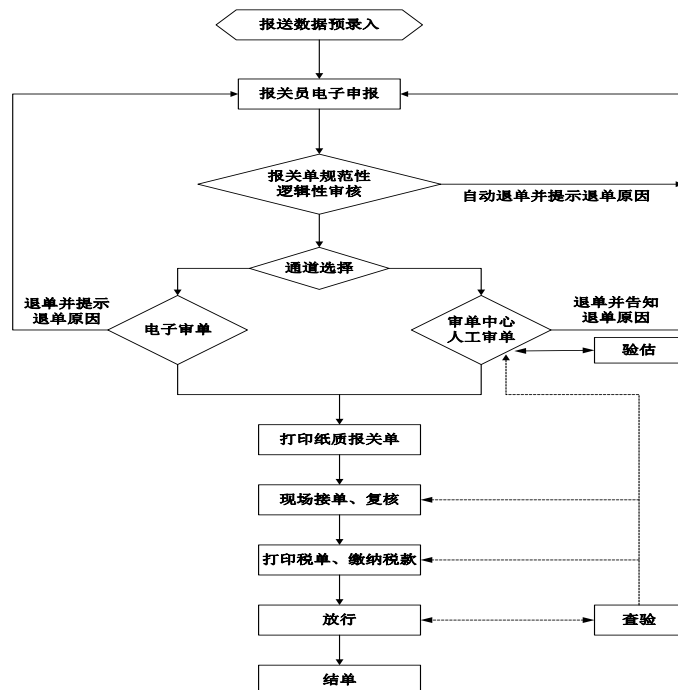 报送数据预录入
报关员电子申报
报关单规范性
逻辑性审核
自动退单并提示退单原因
通道选择
退单并提示
退单原因
电子审单
审单中心
人工审单
退单并告知
退单原因
验估
打印纸质报关单
现场接单、复核
打印税单、缴纳税款
放行
查验
结单